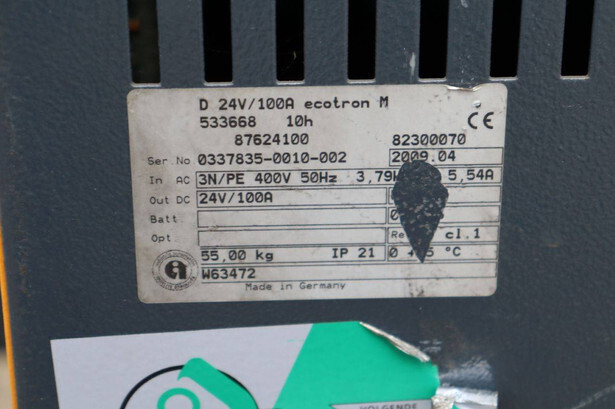 D 24V/100A ecotron M
533668 10h CE
87624100 82300070
Ser.No 0337835-0010-002 2009.04
In AC 3N/PE 400V 50Hz 5,54A
Out DC 24V/100A
Batt.
Opt. cl.1
55,00 kg IP 21 0 °C
W63472
Made in Germany
VOLGENDE